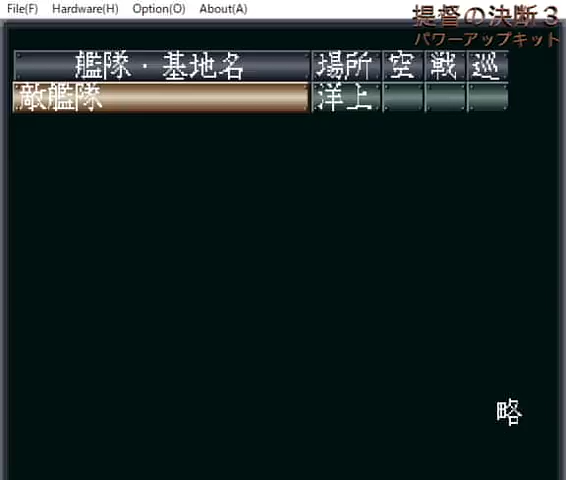 File(F) Hardware(H) Option(O) About(A)
提督の決断３
パワーアップキット
艦隊・基地名 場所 空 戦 巡
敵艦隊 洋上
略